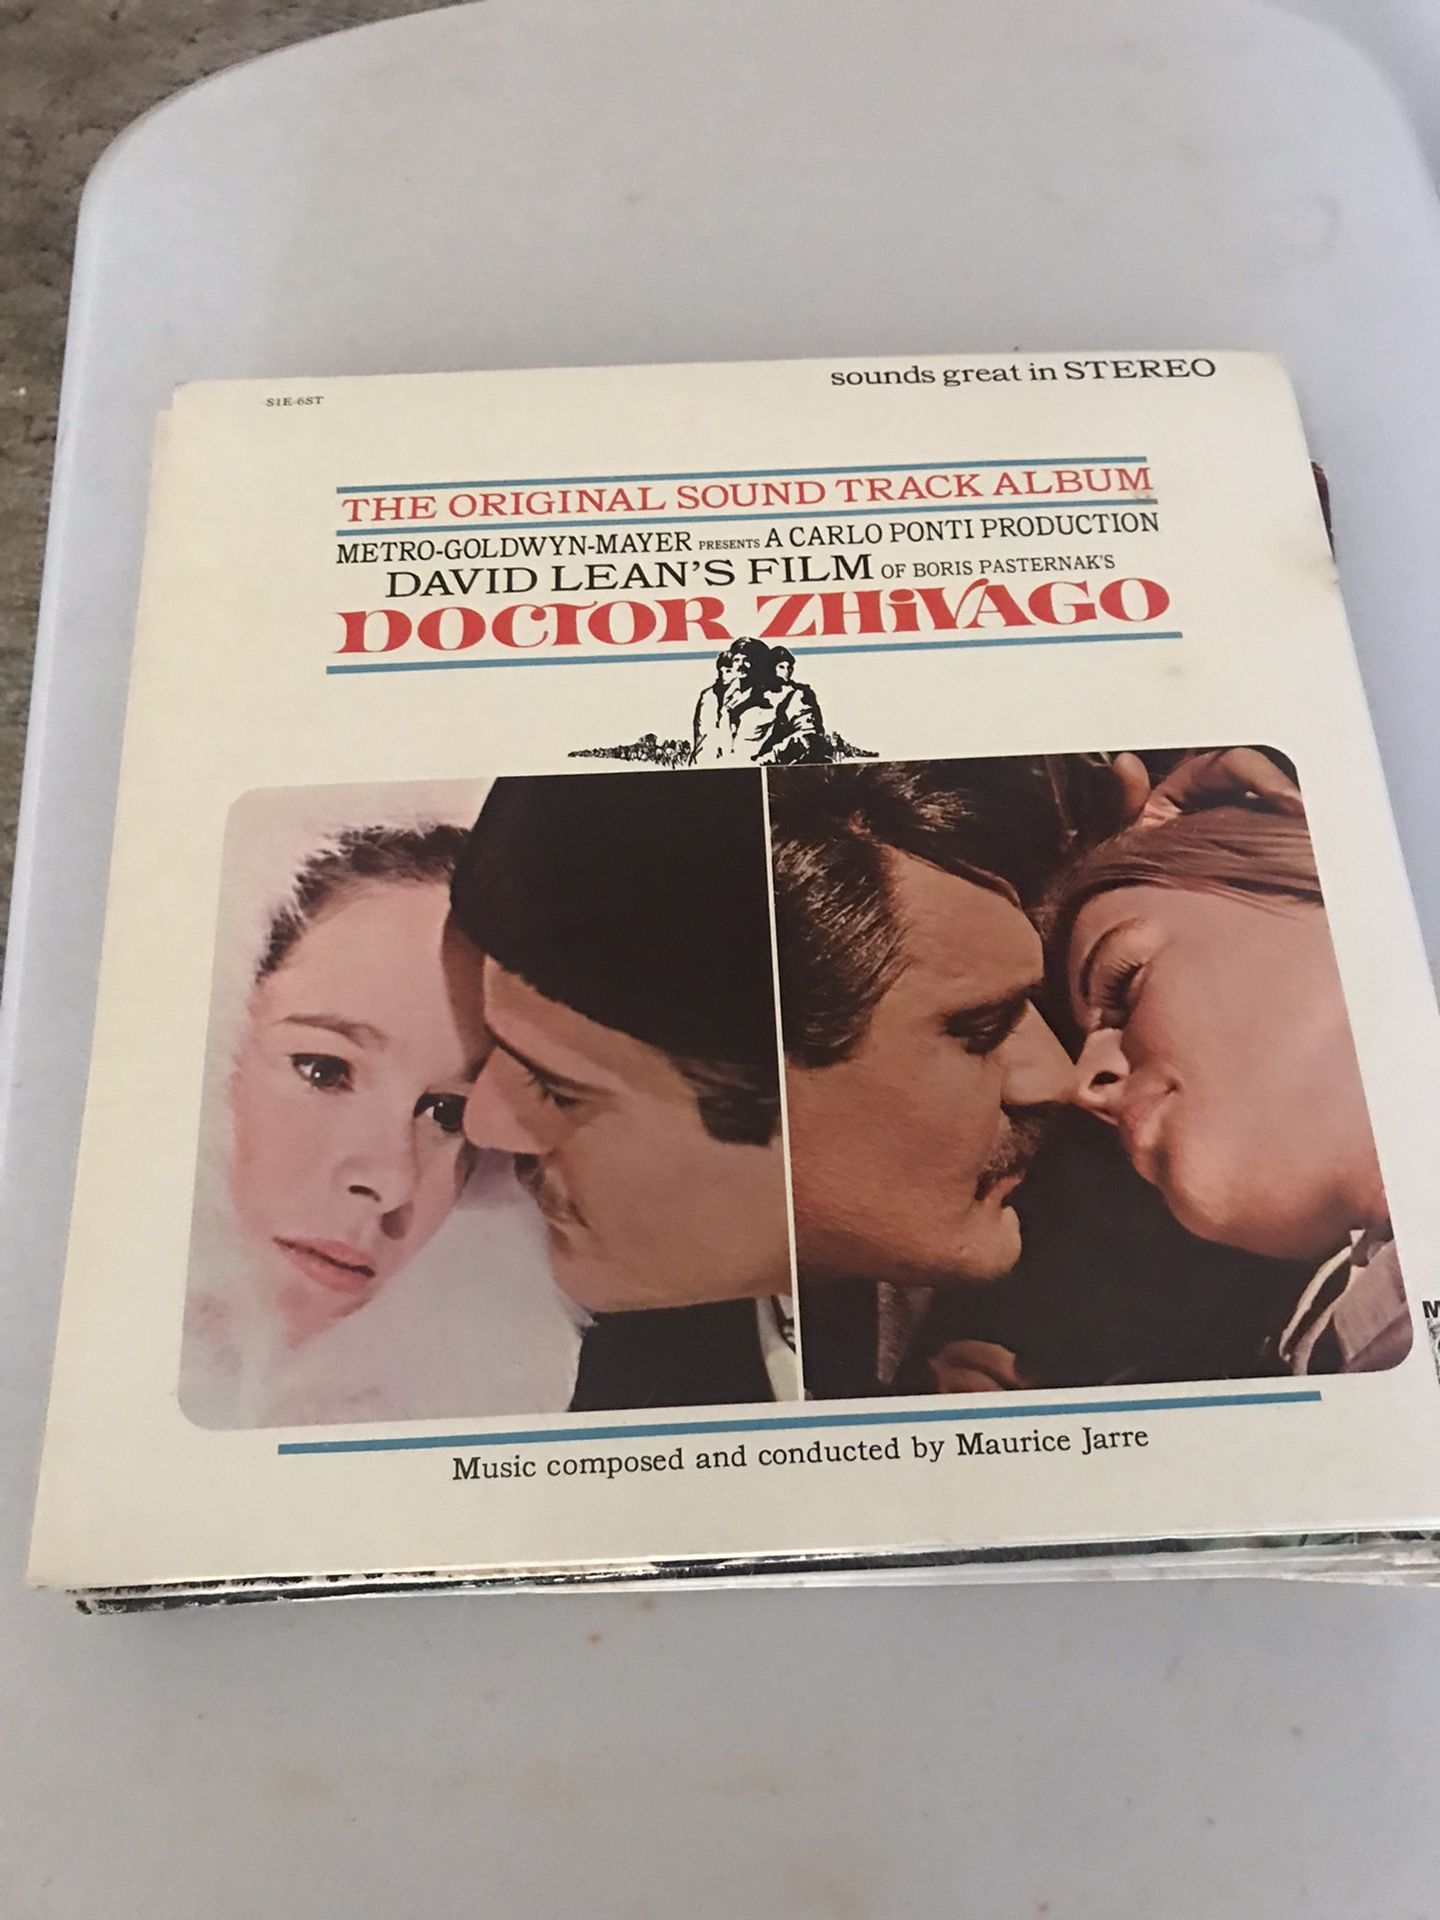 S1E-6ST
sounds great in STEREO
THE ORIGINAL SOUND TRACK ALBUM
METRO-GOLDWYN-MAYER PRESENTS A CARLO PONTI PRODUCTION
DAVID LEAN'S FILM OF BORIS PASTERNAK'S
DOCTOR ZHiVAGO
Music composed and conducted by Maurice Jarre